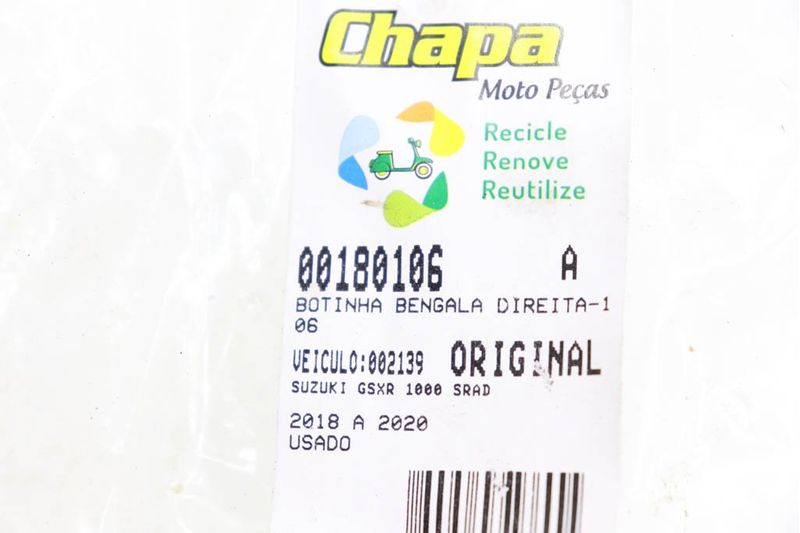 Chapa
Moto Peças
Recicle
Renove
Reutilize
00180106 A
BOTINHA BENGALA DIREITA-1
06
VEICULO:002139 ORIGINAL
SUZUKI GSXR 1000 SRAD
2018 A 2020
USADO